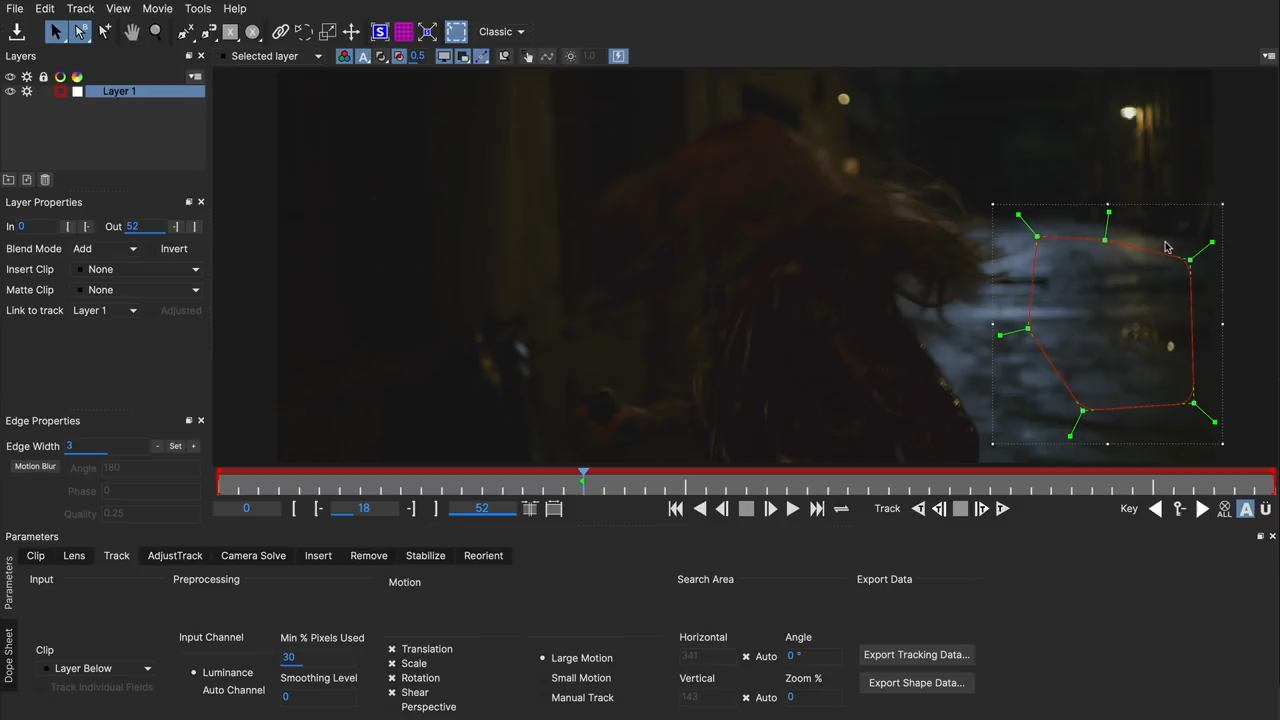 File Edit Track View Movie Tools Help
S Classic
Layers
Selected layer A 0.5 1.0
Layer 1
Layer Properties
In 0 [ [- Out 52 -] ]
Blend Mode Add Invert
Insert Clip None
Matte Clip None
Link to track Layer 1 Adjusted
Edge Properties
Edge Width 3 - Set +
Motion Blur Angle 180
Phase 0
Quality 0.25
0 [ [- 18 -] ] 52 Track Key ALL A Ü
Parameters
Clip Lens Track AdjustTrack Camera Solve Insert Remove Stabilize Reorient
Parameters
Dope Sheet
Input Preprocessing Motion Search Area Export Data
Input Channel Min % Pixels Used Horizontal Angle
Clip Luminance 30 Translation Large Motion 341 Auto 0 ° Export Tracking Data...
Layer Below Auto Channel Smoothing Level Scale Small Motion Vertical Zoom % Export Shape Data...
Track Individual Fields 0 Rotation Manual Track 143 Auto 0
Shear
Perspective